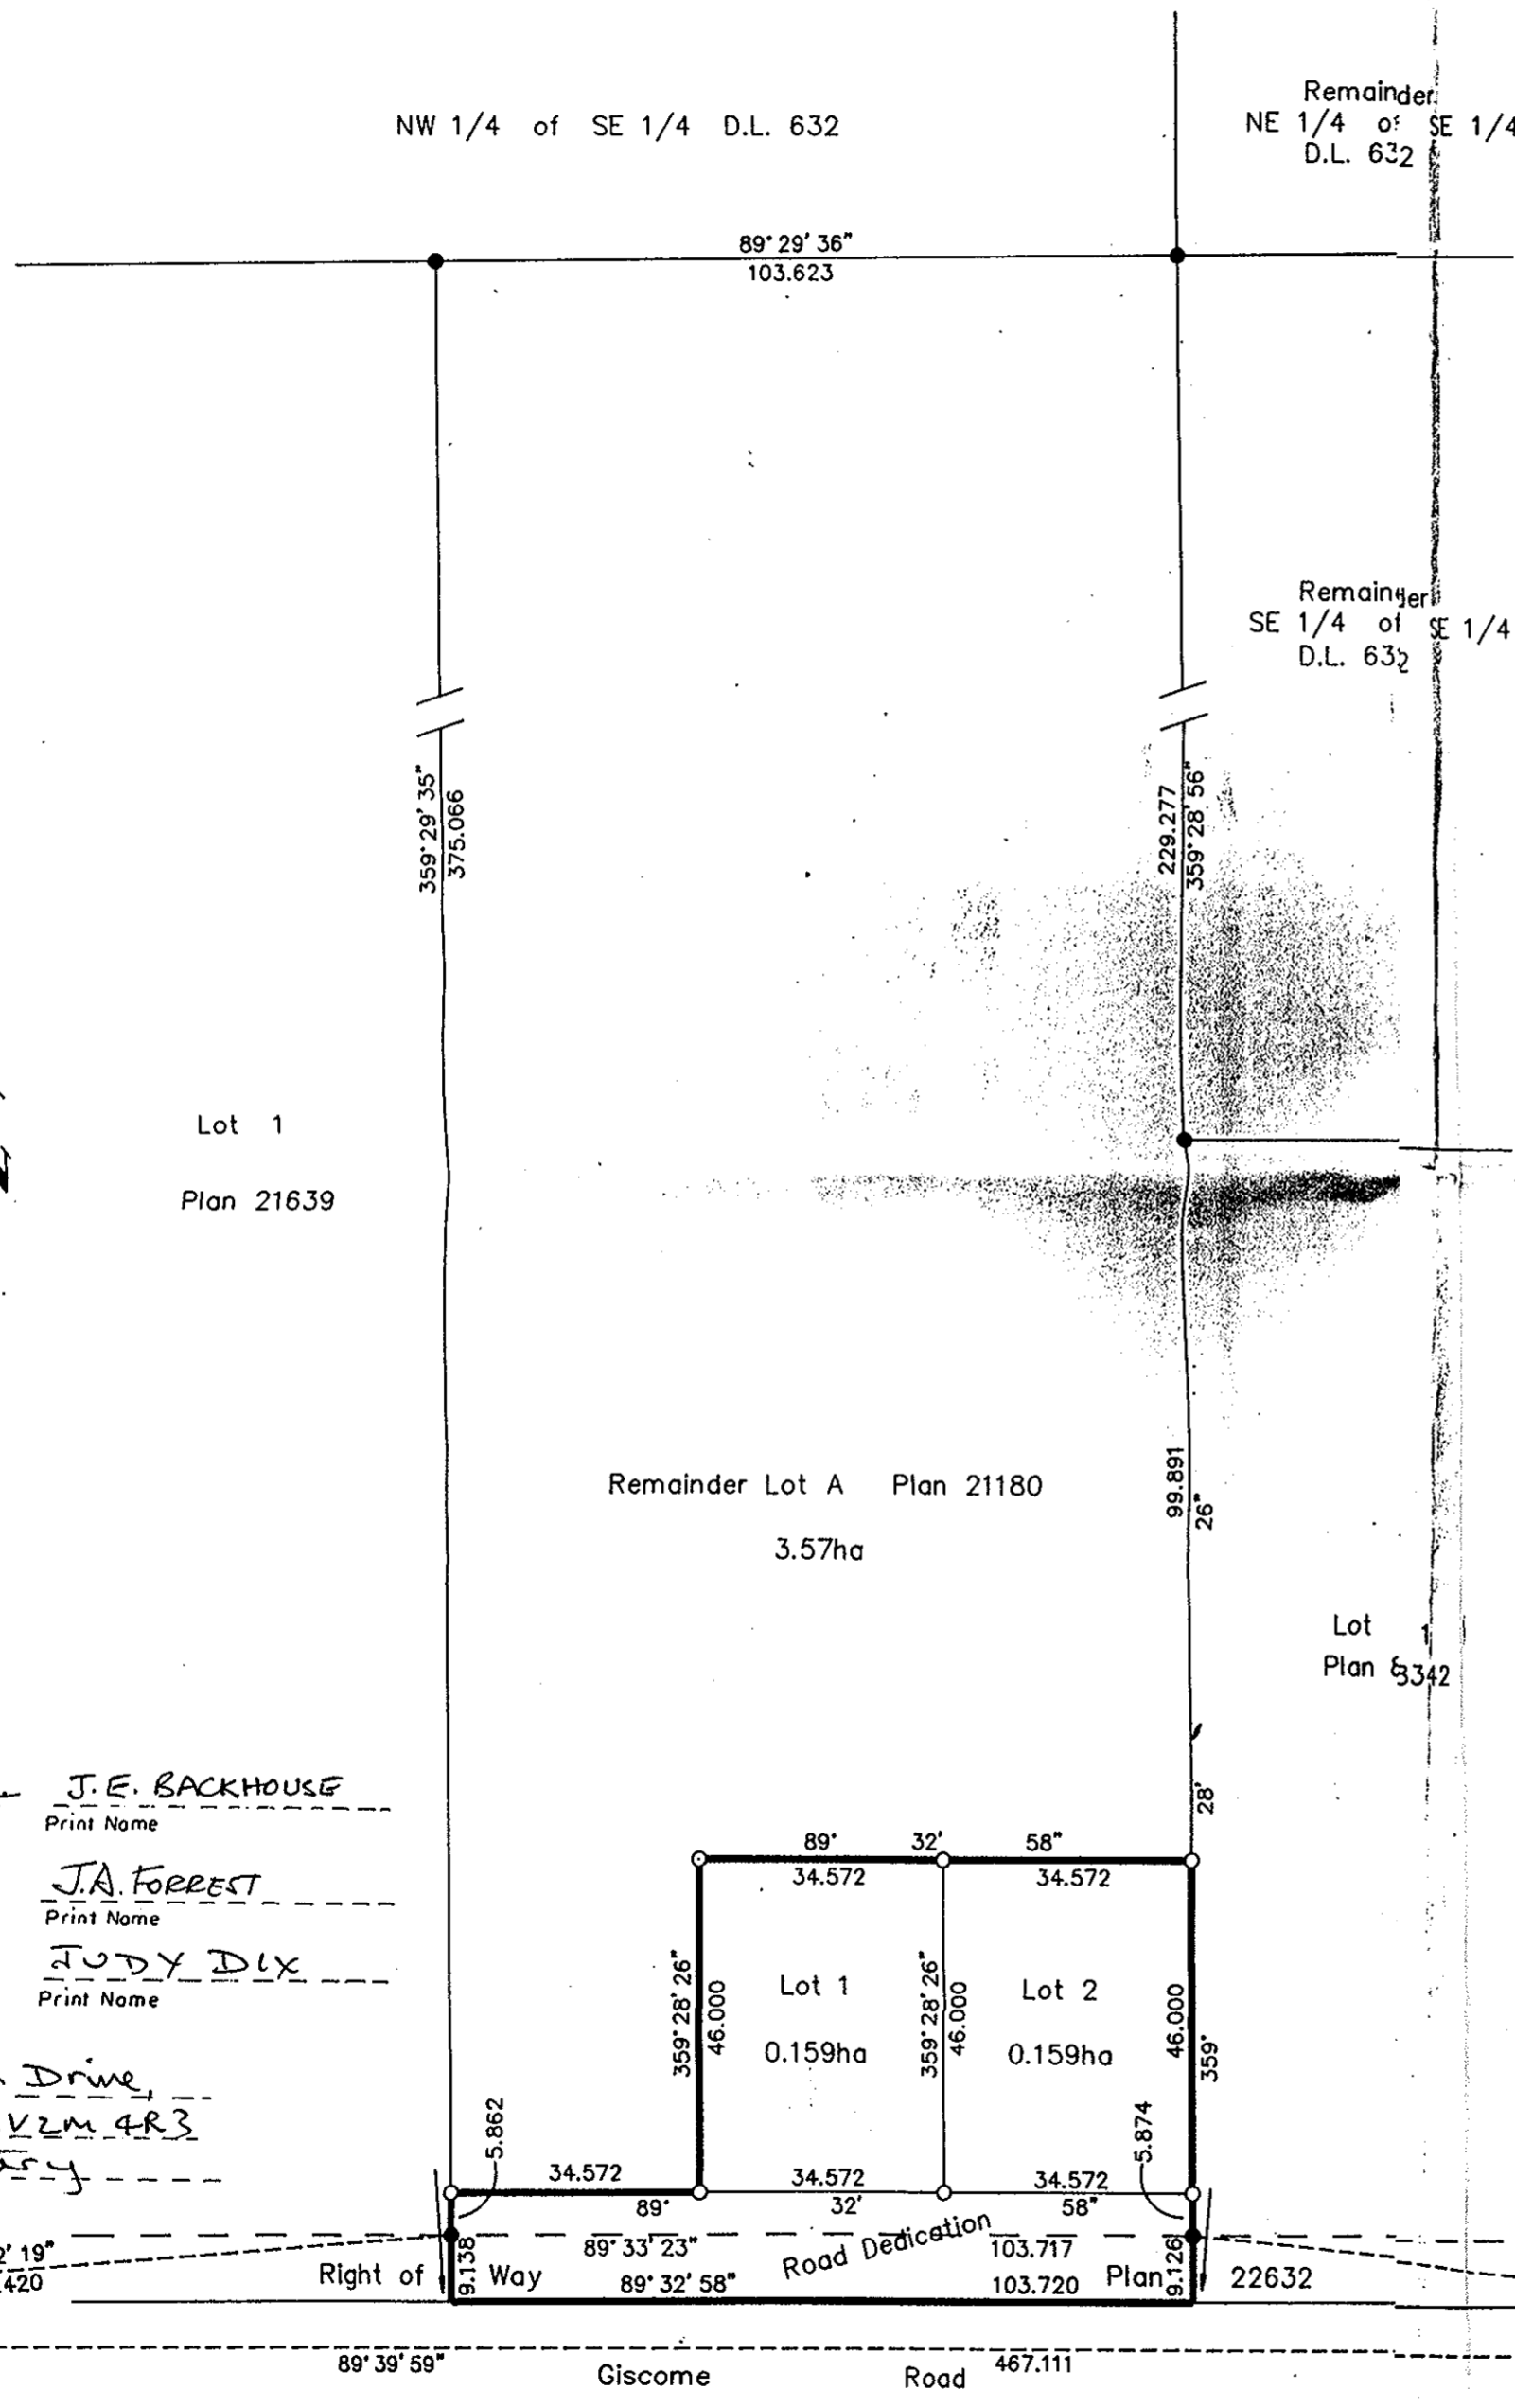 NW 1/4 of SE 1/4 D.L. 632
Remainder
NE 1/4 of SE 1/4
D.L. 632
89° 29' 36"
103.623
Remainder
SE 1/4 of SE 1/4
D.L. 632
359° 29' 35"
375.066
229.277
359° 28' 56"
Lot 1
Plan 21639
Remainder Lot A Plan 21180
3.57ha
99.891
359° 28' 26"
Lot 1
Plan
J.E. BACKHOUSE
Print Name
J.A. FORREST
Print Name
JUDY DIX
Print Name
Drive,
V2M 4R3
89° 32' 58"
34.572
34.572
359° 28' 26"
46.000
Lot 1
0.159ha
359° 28' 26"
46.000
Lot 2
0.159ha
46.000
5.862
5.874
34.572
34.572
34.572
89° 32' 58"
2' 19"
420
89° 33' 23"
Road Dedication
103.717
9.138
9.126
Right of Way
Plan 22632
89° 32' 58"
103.720
89° 39' 59"
Giscome Road
467.111